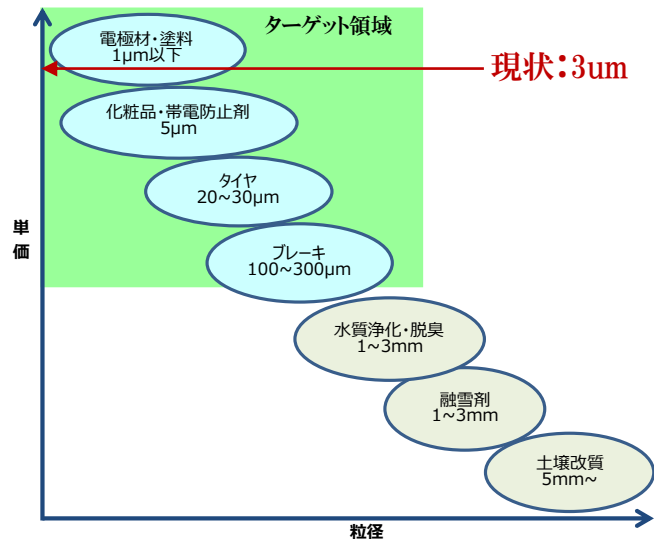 ターゲット領域
電極材・塗料
1μm以下
現状：3um
化粧品・帯電防止剤
5μm
タイヤ
20~30μm
単価
ブレーキ
100~300μm
水質浄化・脱臭
1~3mm
融雪剤
1~3mm
土壌改質
5mm~
粒径